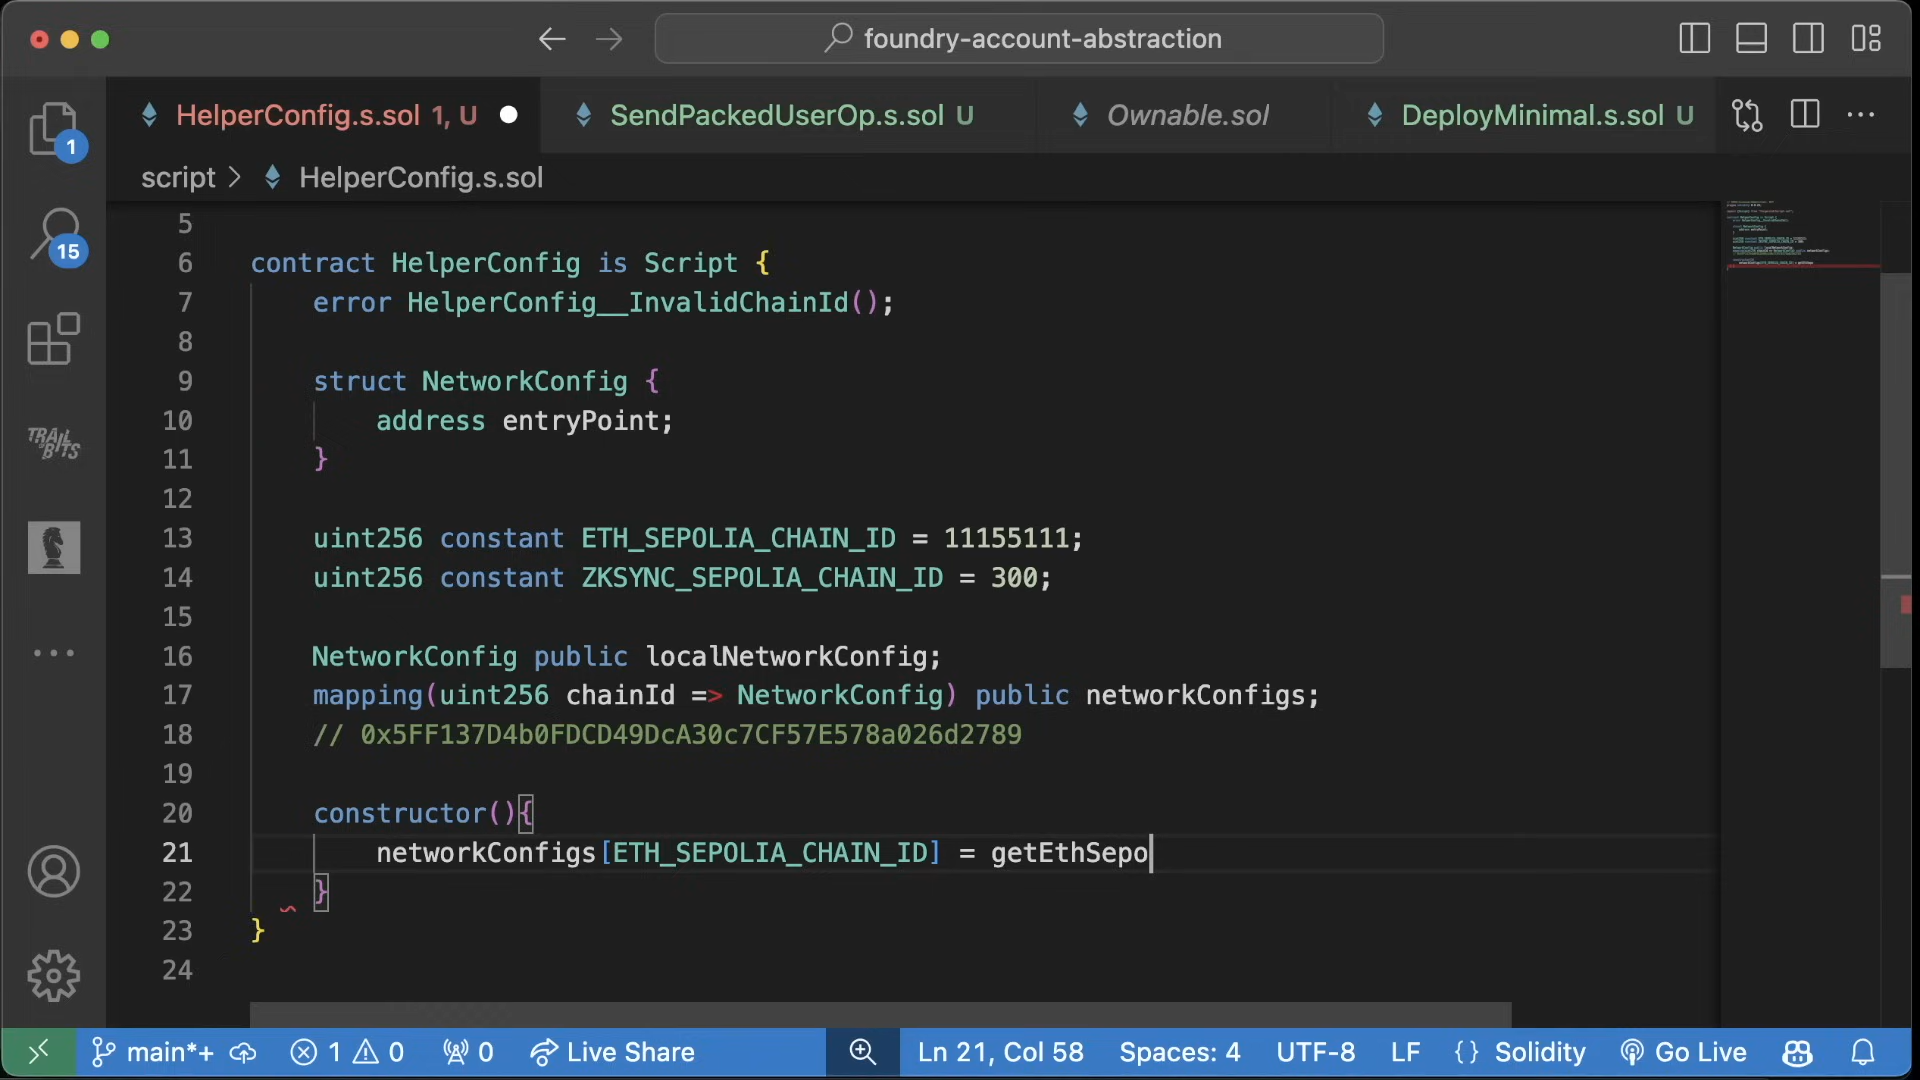 foundry-account-abstraction
HelperConfig.s.sol 1, U
SendPackedUserOp.s.sol U
Ownable.sol
DeployMinimal.s.sol U
1
script > HelperConfig.s.sol
15
TRAIL OF BITS
5
6 contract HelperConfig is Script {
7 error HelperConfig__InvalidChainId();
8
9 struct NetworkConfig {
10 address entryPoint;
11 }
12
13 uint256 constant ETH_SEPOLIA_CHAIN_ID = 11155111;
14 uint256 constant ZKSYNC_SEPOLIA_CHAIN_ID = 300;
15
16 NetworkConfig public localNetworkConfig;
17 mapping(uint256 chainId => NetworkConfig) public networkConfigs;
18 // 0x5FF137D4b0FDCD49DcA30c7CF57E578a026d2789
19
20 constructor(){
21 networkConfigs[ETH_SEPOLIA_CHAIN_ID] = getEthSepo
22 }
23 }
24
main*+ 1 0 0 Live Share Ln 21, Col 58 Spaces: 4 UTF-8 LF {} Solidity Go Live